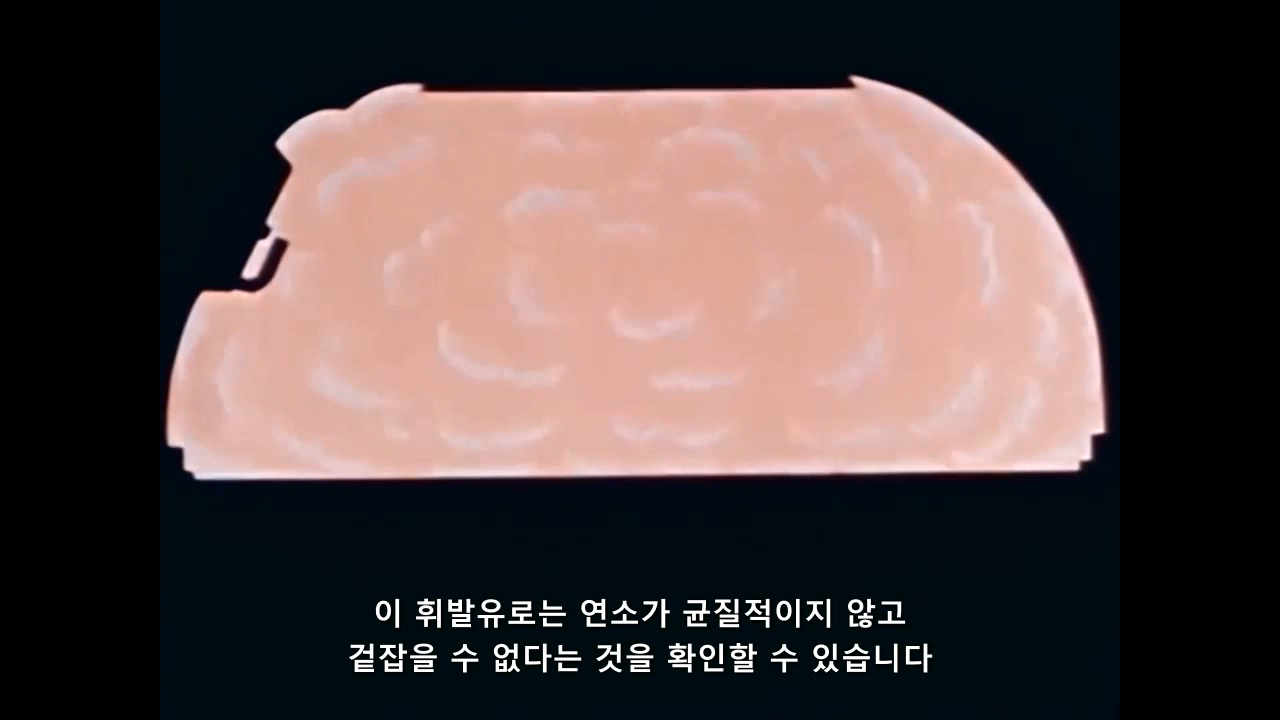 이 휘발유로는 연소가 균질적이지 않고
겉잡을 수 없다는 것을 확인할 수 있습니다